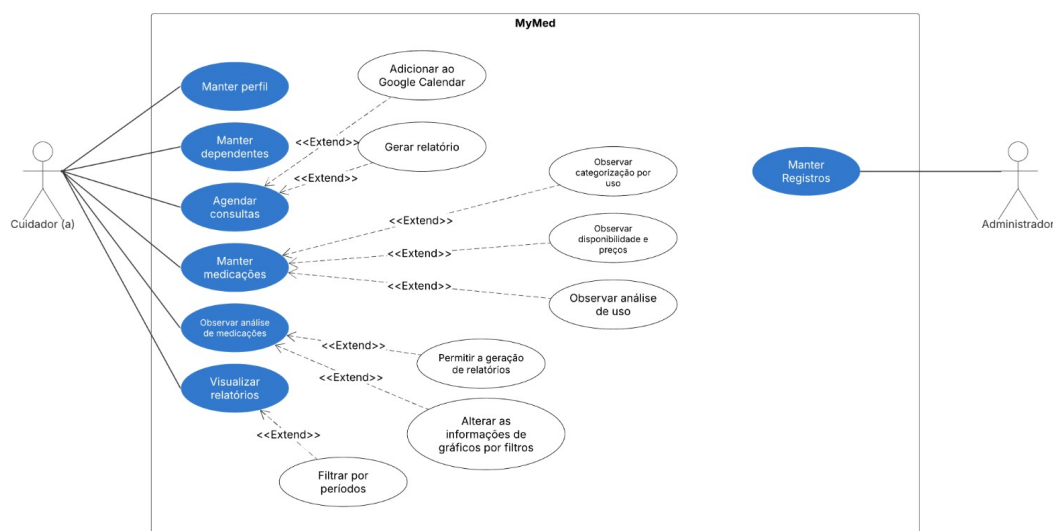 MyMed
Manter perfil
Adicionar ao
Google Calendar
Manter
dependentes
<<Extend>>
Gerar relatório
<<Extend>>
Agendar
consultas
Observar
categorização por
uso
Manter
Registros
Cuidador (a)
Administrador
<<Extend>>
Observar
disponibilidade e
preços
Manter
medicações
<<Extend>>
<<Extend>>
Observar análise
de uso
Observar análise
de medicações
<<Extend>>
Permitir a geração
de relatórios
<<Extend>>
Visualizar
relatórios
Alterar as
informações de
gráficos por filtros
<<Extend>>
Filtrar por
períodos